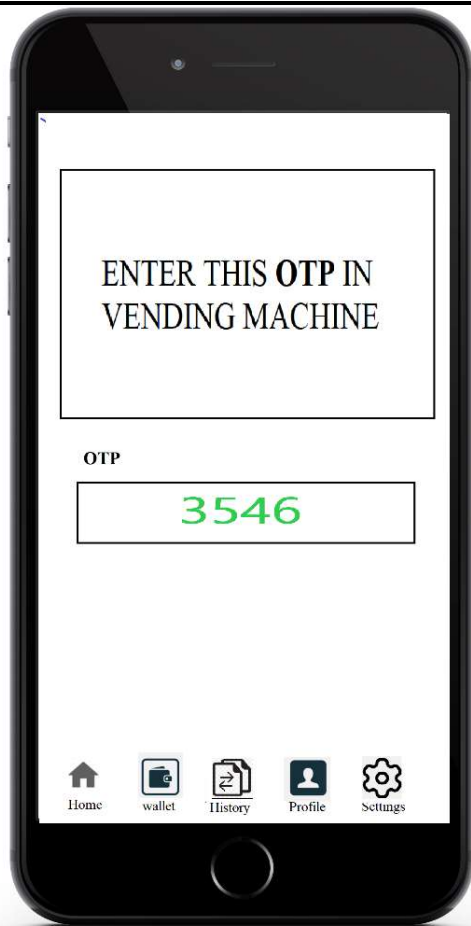 ENTER THIS OTP IN
VENDING MACHINE
OTP
3546
Home wallet History Profile Settings